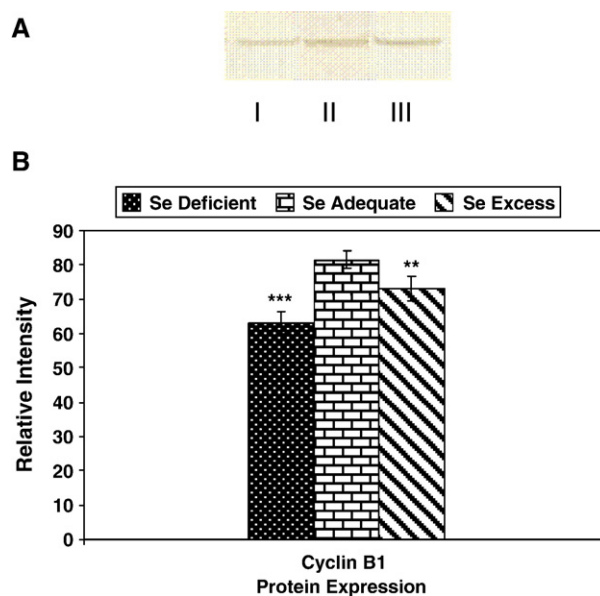 A
I II III
B
Se Deficient Se Adequate Se Excess
90
80
70
60
50
40
30
20
10
0
Relative Intensity
***
**
Cyclin B1
Protein Expression